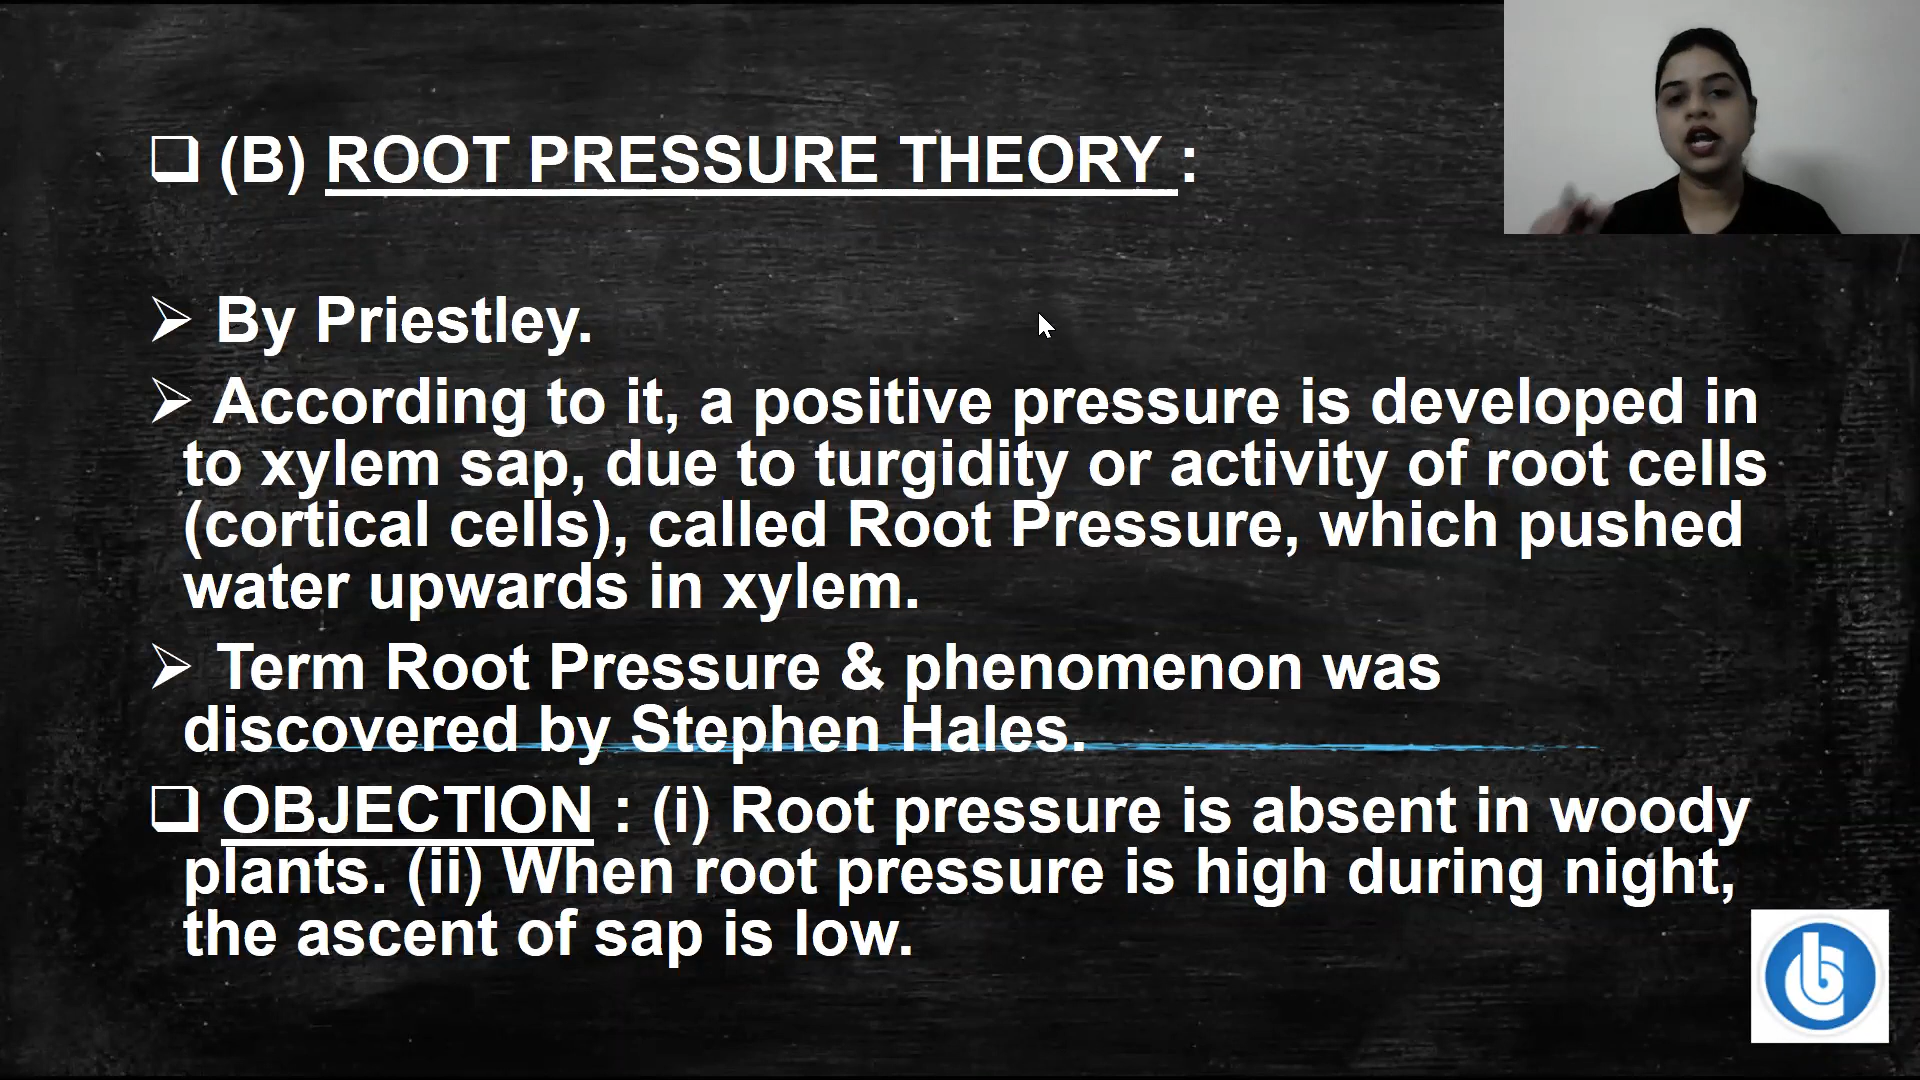 (B) ROOT PRESSURE THEORY :
By Priestley.
According to it, a positive pressure is developed in
to xylem sap, due to turgidity or activity of root cells
(cortical cells), called Root Pressure, which pushed
water upwards in xylem.
Term Root Pressure & phenomenon was
discovered by Stephen Hales.
OBJECTION : (i) Root pressure is absent in woody
plants. (ii) When root pressure is high during night,
the ascent of sap is low.